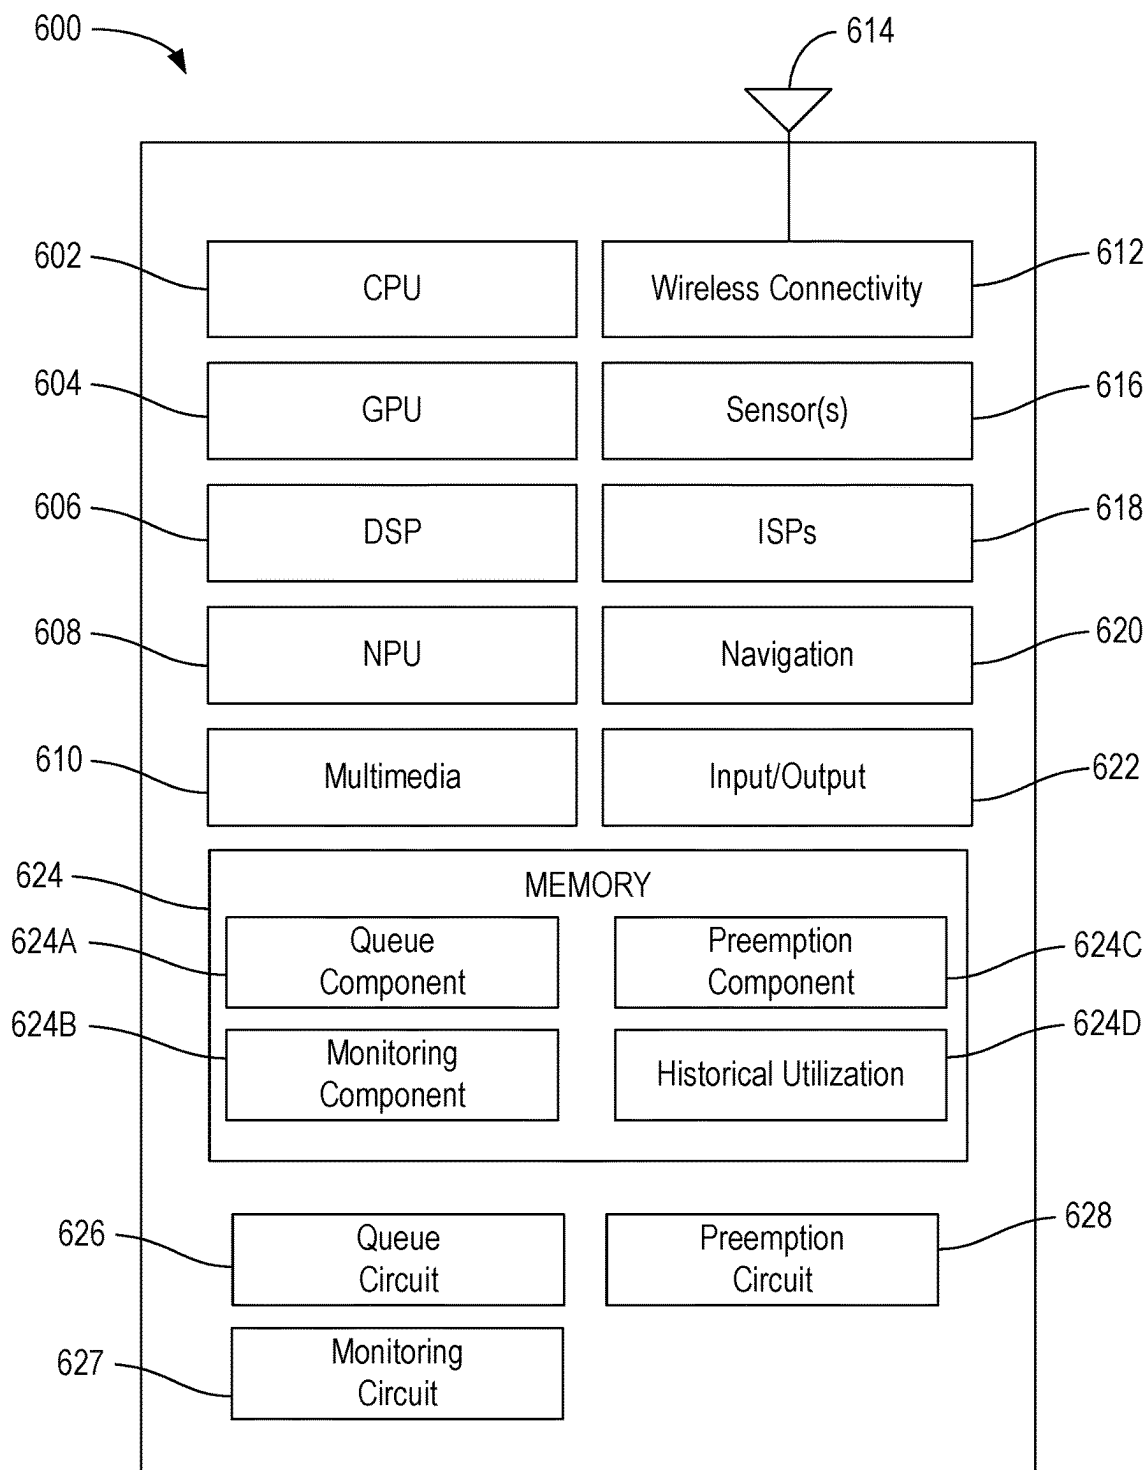 600
614
602
CPU
Wireless Connectivity
612
604
GPU
Sensor(s)
616
606
DSP
ISPs
618
608
NPU
Navigation
620
610
Multimedia
Input/Output
622
624
MEMORY
624A
Queue
Component
Preemption
Component
624C
624B
Monitoring
Component
Historical Utilization
624D
626
Queue
Circuit
Preemption
Circuit
628
627
Monitoring
Circuit